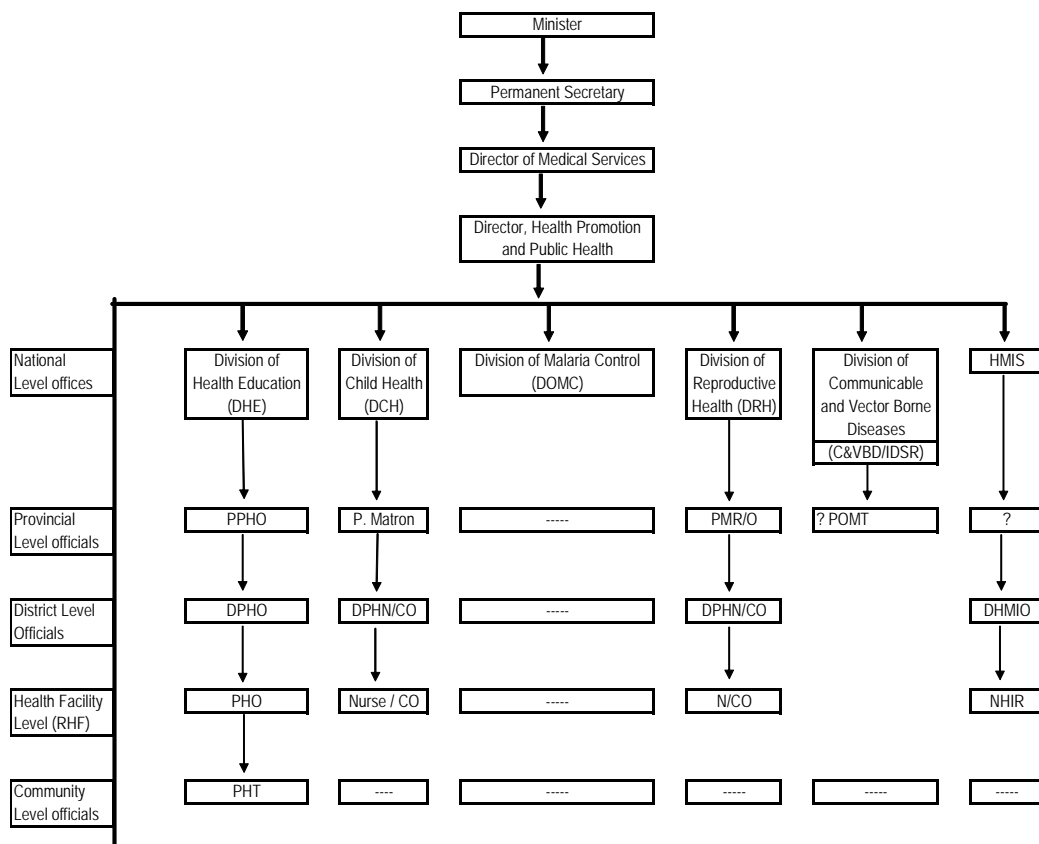 Minister
Permanent Secretary
Director of Medical Services
Director, Health Promotion
and Public Health
National
Level offices
Division of
Health Education
(DHE)
Division of
Child Health
(DCH)
Division of Malaria Control
(DOMC)
Division of
Reproductive
Health (DRH)
Division of
Communicable
and Vector Borne
Diseases
(C&VBD/IDSR)
HMIS
Provincial
Level officials
PPHO
P. Matron
-----
PMR/O
? POMT
?
District Level
Officials
DPHO
DPHN/CO
-----
DPHN/CO
DHMIO
Health Facility
Level (RHF)
PHO
Nurse / CO
-----
N/CO
NHIR
Community
Level officials
PHT
----
-----
-----
-----
-----